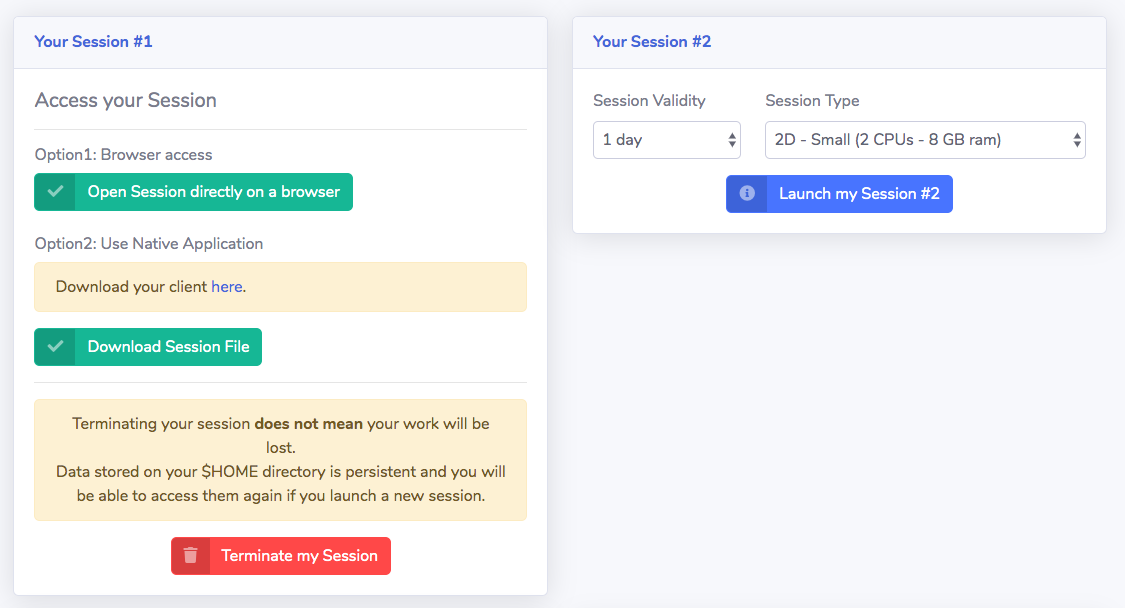 Your Session #1
Access your Session
Option1: Browser access
Open Session directly on a browser
Option2: Use Native Application
Download your client here.
Download Session File
Terminating your session does not mean your work will be
lost.
Data stored on your $HOME directory is persistent and you will
be able to access them again if you launch a new session.
Terminate my Session
Your Session #2
Session Validity
Session Type
1 day
2D - Small (2 CPUs - 8 GB ram)
Launch my Session #2